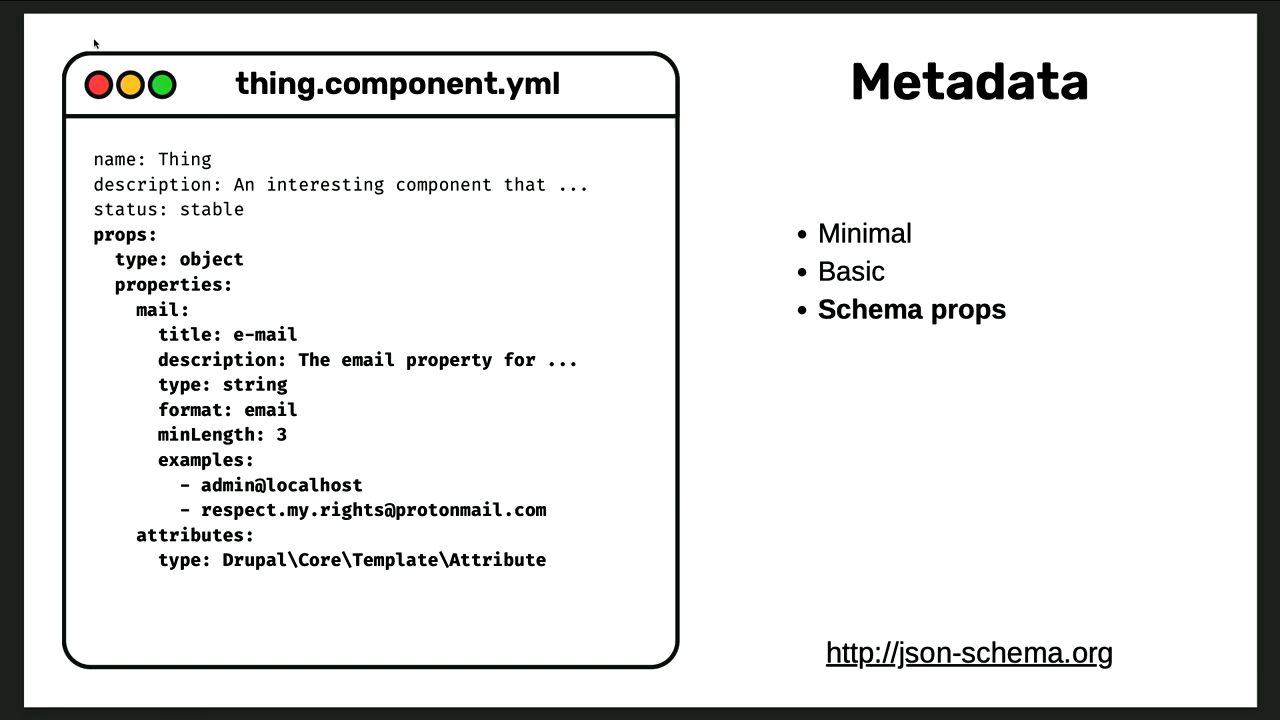 thing.component.yml
name: Thing
description: An interesting component that ...
status: stable
props:
  type: object
  properties:
    mail:
      title: e-mail
      description: The email property for ...
      type: string
      format: email
      minLength: 3
      examples:
        - admin@localhost
        - respect.my.rights@protonmail.com
    attributes:
      type: Drupal\Core\Template\Attribute
Metadata
• Minimal
• Basic
• Schema props
http://json-schema.org